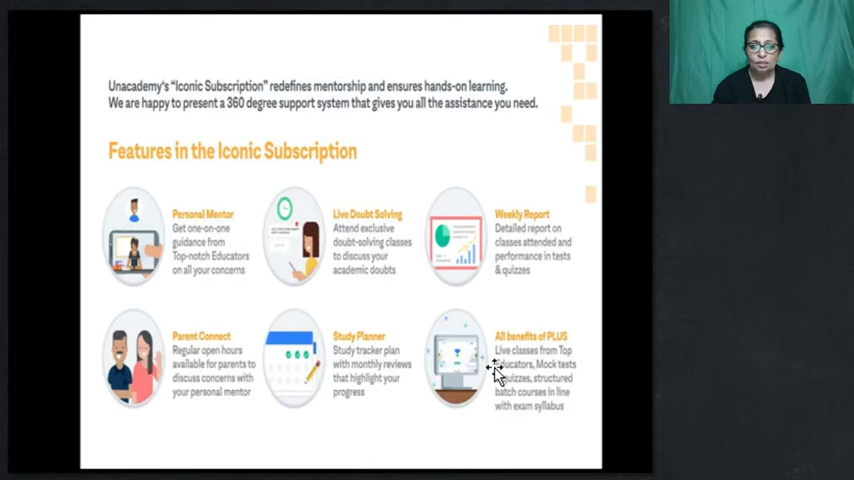 Unacademy's "Iconic Subscription" redefines mentorship and ensures hands-on learning.
We are happy to present a 360 degree support system that gives you all the assistance you need.
Features in the Iconic Subscription
Personal Mentor
Get one-on-one
guidance from
Top-notch Educators
on all your concerns
Live Doubt Solving
Attend exclusive
doubt-solving classes
to discuss your
academic doubts
Weekly Report
Detailed report on
classes attended and
performance in tests
& quizzes
Parent Connect
Regular open hours
available for parents to
discuss concerns with
your personal mentor
Study Planner
Study tracker plan
with monthly reviews
that highlight your
progress
All benefits of PLUS
Live classes from Top
Educators, Mock tests
quizzes, structured
batch courses in line
with exam syllabus